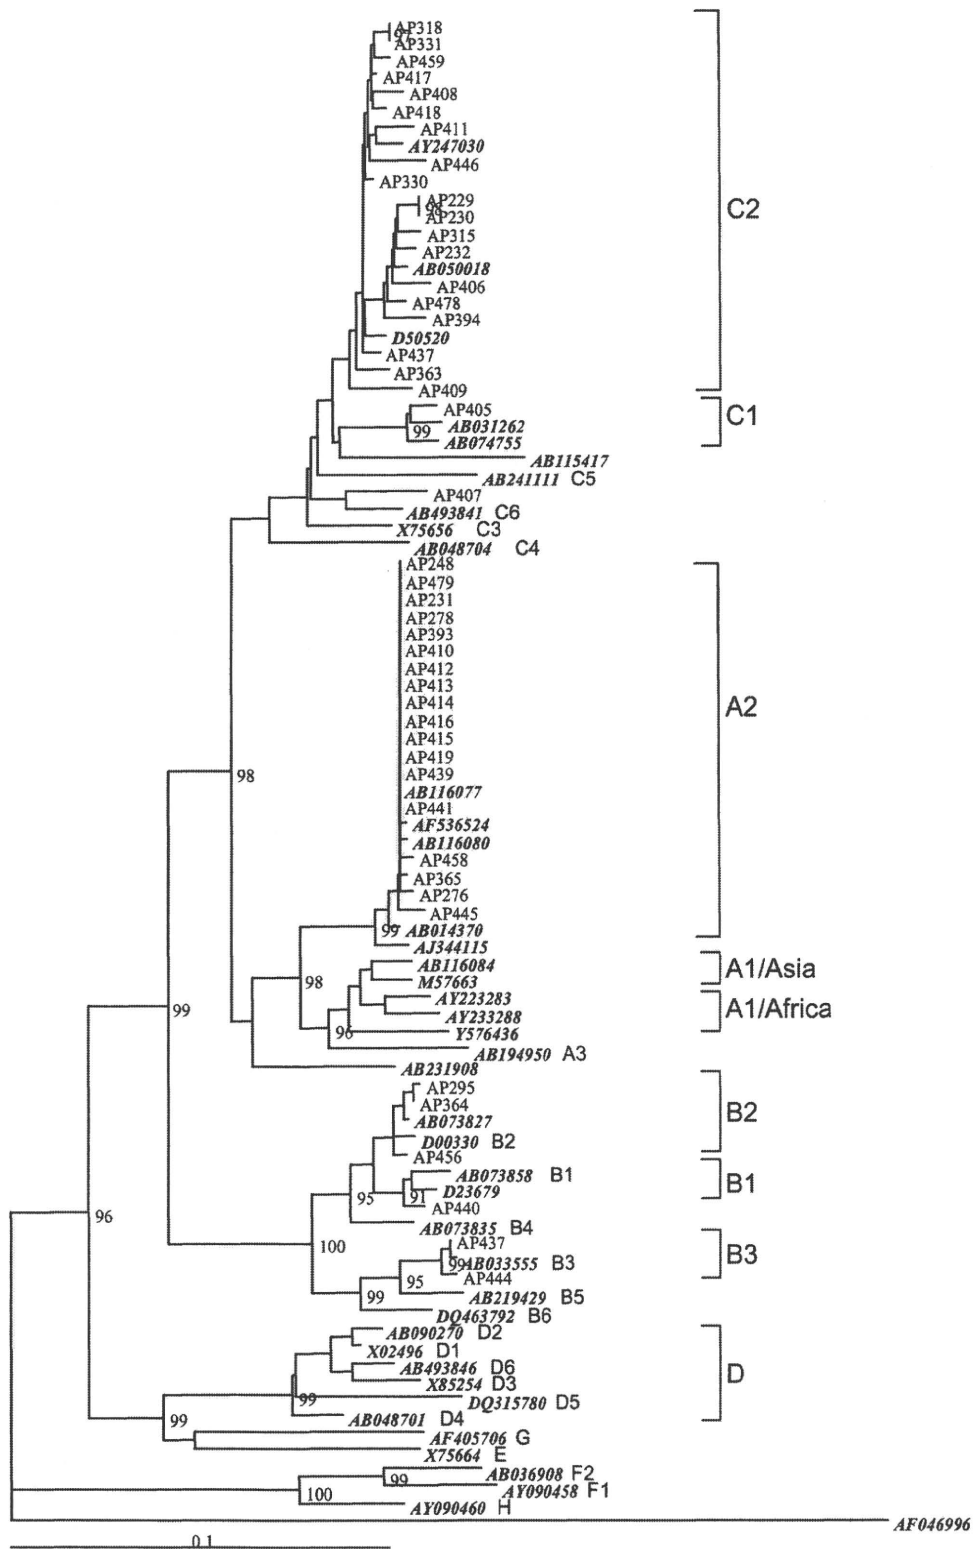 AP318
97
AP331
AP459
AP417
AP408
AP418
AP411
AY247030
AP446
AP330
AP229
98
AP230
AP315
AP232
AB050018
AP406
AP478
AP394
D50520
AP437
AP363
AP409
C2
AP405
AB031262
99
AB074755
C1
AB115417
AB241111 C5
AP407
AB493841 C6
X75656 C3
AB048704 C4
AP248
AP479
AP231
AP278
AP393
AP410
AP412
AP413
AP414
AP416
AP415
AP419
AP439
AB116077
AP441
AF536524
AB116080
AP458
AP365
AP276
AP445
99
AB014370
A2
98
AJ344115
AB116084
M57663
A1/Asia
98
AY223283
AY233288
Y576436
A1/Africa
96
AB194950 A3
99
AB231908
AP295
AP364
AB073827
D00330 B2
AP456
B2
AB073858 B1
95
91
D23679
AP440
B1
AB073835 B4
96
100
AP437
99
AB033555 B3
AP444
B3
95
AB219429 B5
99
DQ463792 B6
AB090270 D2
X02496 D1
AB493846 D6
X85254 D3
DQ315780 D5
99
AB048701 D4
D
99
AF405706 G
X75664 E
AB036908 F2
99
AY090458 F1
100
AY090460 H
AF046996
0.1